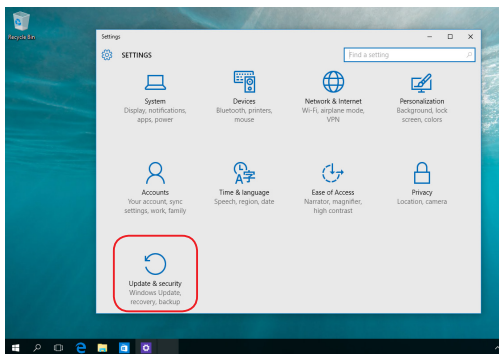 Recycle Bin
Settings
SETTINGS
Find a setting
System
Display, notifications,
apps, power
Devices
Bluetooth, printers,
mouse
Network & Internet
Wi-Fi, airplane mode,
VPN
Personalization
Background, lock
screen, colors
Accounts
Your account, sync
settings, work, family
Time & language
Speech, region, date
Ease of Access
Narrator, magnifier,
high contrast
Privacy
Location, camera
Update & security
Windows Update,
recovery, backup